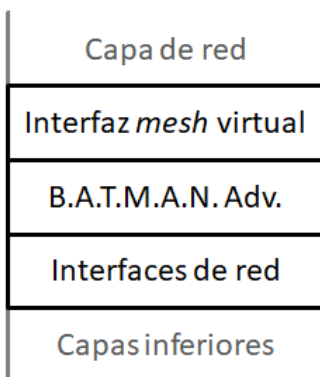 Capa de red
Interfaz mesh virtual
B.A.T.M.A.N. Adv.
Interfaces de red
Capas inferiores